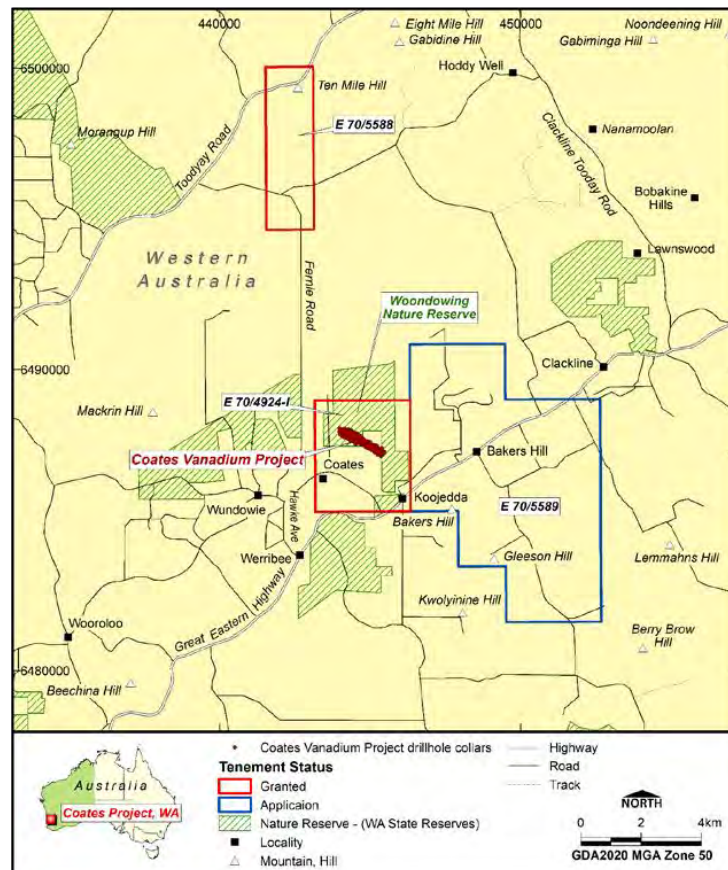 440000
450000
Eight Mile Hill
Gabidine Hill
Noondeening Hill
Gabiminga Hill
6500000
Hoddy Well
Ten Mile Hill
E 70/5588
Nanamoolan
Morangup Hill
Toodyay Road
Clackline Tooday Rod
Bobakine
Hills
Lawnswood
Western
Australia
Fernie Road
Woondowing
Nature Reserve
6490000
Clackline
E 70/4924-I
Mackrin Hill
Coates Vanadium Project
Bakers Hill
Coates
Wundowie
Hawke Ave
Koojedda
Bakers Hill
E 70/5589
Werribee
Gleeson Hill
Lemmahms Hill
Great Eastern Highway
Kwolyinine Hill
Wooroloo
Berry Brow
Hill
6480000
Beechina Hill
Australia
Coates Project, WA
Coates Vanadium Project drillhole collars
Tenement Status
Granted
Applicaion
Nature Reserve - (WA State Reserves)
Locality
Mountain, Hill
Highway
Road
Track
NORTH
0 2 4km
GDA2020 MGA Zone 50